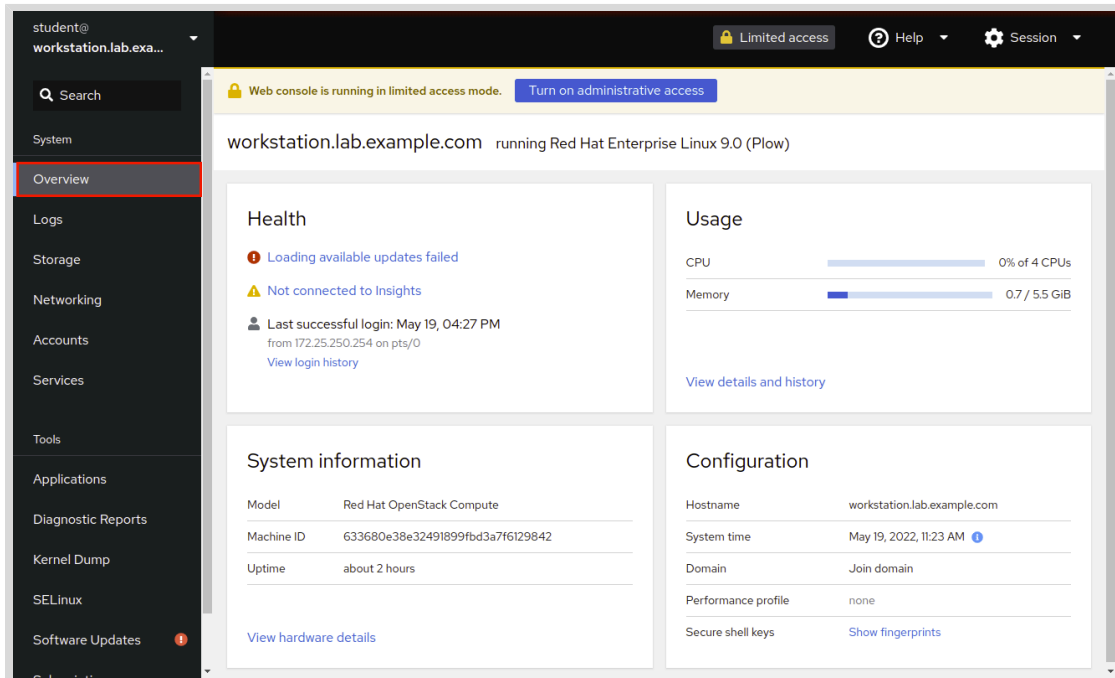 student@
workstation.lab.exa...
Limited access
Help
Session
Search
System
Overview
Logs
Storage
Networking
Accounts
Services
Tools
Applications
Diagnostic Reports
Kernel Dump
SELinux
Software Updates
Web console is running in limited access mode.
Turn on administrative access
workstation.lab.example.com running Red Hat Enterprise Linux 9.0 (Plow)
Health
Loading available updates failed
Not connected to Insights
Last successful login: May 19, 04:27 PM
from 172.25.250.254 on pts/0
View login history
Usage
CPU 0% of 4 CPUs
Memory 0.7 / 5.5 GiB
View details and history
System information
Model Red Hat OpenStack Compute
Machine ID 633680e38e32491899fbd3a7f6129842
Uptime about 2 hours
View hardware details
Configuration
Hostname workstation.lab.example.com
System time May 19, 2022, 11:23 AM
Domain Join domain
Performance profile none
Secure shell keys Show fingerprints